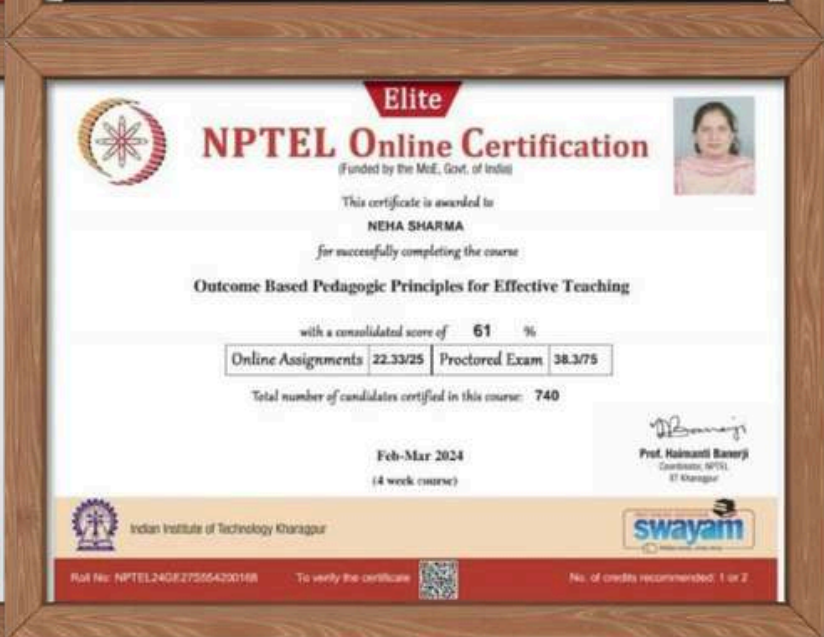 Elite
NPTEL Online Certification
(Funded by the MoE, Govt. of India)
This certificate is awarded to
NEHA SHARMA
for successfully completing the course
Outcome Based Pedagogic Principles for Effective Teaching
with a consolidated score of 61 %
Online Assignments 22.33/25 Proctored Exam 38.3/75
Total number of candidates certified in this course: 740
Feb-Mar 2024
(4 week course)
Prof. Haimanti Banerji
Coordinator, NPTEL
IIT Kharagpur
Indian Institute of Technology Kharagpur
swayam
Roll No: To verify the certificate No. of credits recommended: 1 or 2